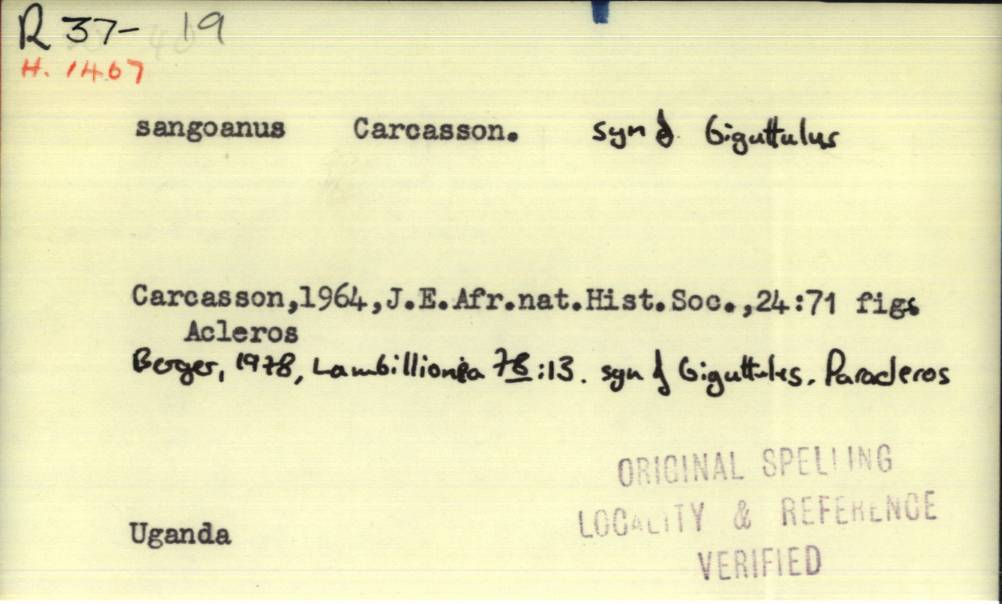 R 37- 19
H. 1467
sangoanus Carcasson. syn of biguttulus
Carcasson,1964,J.E.Afr.nat.Hist.Soc.,24:71 figs
Acleros
Berger, 1978, Lambillionea 78:13. syn of biguttulus. Paracleros
ORIGINAL SPELLING
LOCALITY & REFERENCE
VERIFIED
Uganda